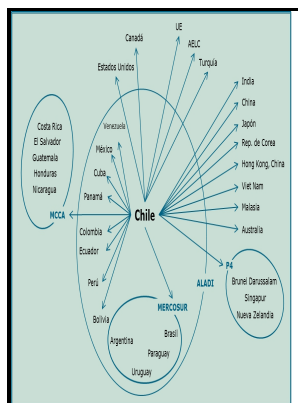 UE
Canadá
AELC
Turquía
Estados Unidos
India
China
Japón
Rep. de Corea
Hong Kong, China
Viet Nam
Malasia
Australia
Venezuela
México
Cuba
Panamá
Chile
Colombia
Ecuador
Perú
Bolivia
Costa Rica
El Salvador
Guatemala
Honduras
Nicaragua
MCCA
P4
Brunei Darussalam
Singapur
Nueva Zelandia
ALADI
MERCOSUR
Brasil
Argentina
Paraguay
Uruguay